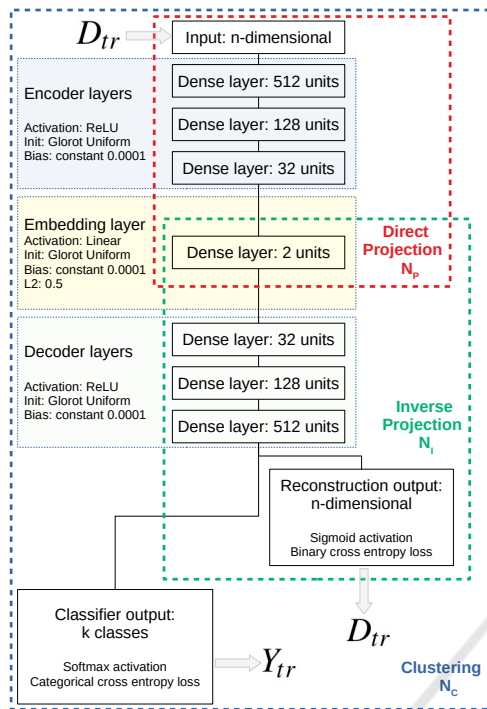 D_tr
Input: n-dimensional
Encoder layers
Activation: ReLU
Init: Glorot Uniform
Bias: constant 0.0001
Dense layer: 512 units
Dense layer: 128 units
Dense layer: 32 units
Embedding layer
Activation: Linear
Init: Glorot Uniform
Bias: constant 0.0001
L2: 0.5
Dense layer: 2 units
Direct
Projection
N_P
Decoder layers
Activation: ReLU
Init: Glorot Uniform
Bias: constant 0.0001
Dense layer: 32 units
Dense layer: 128 units
Dense layer: 512 units
Inverse
Projection
N_I
Reconstruction output:
n-dimensional
Sigmoid activation
Binary cross entropy loss
D_tr
Classifier output:
k classes
Softmax activation
Categorical cross entropy loss
Y_tr
Clustering
N_C